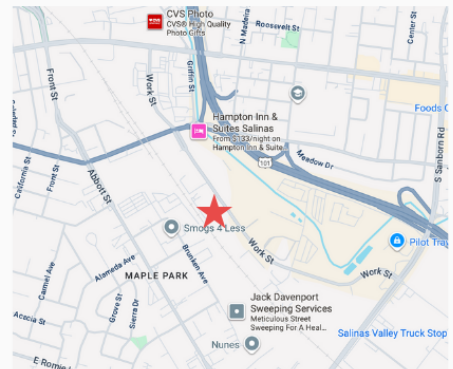 CVS Photo
CVS® High Quality
Photo Gifts
N Madeira
Roosevelt St
Center St
Front St
Work St
Griffin St
Foods C
Hampton Inn &
Suites Salinas
From $133/night on
Hampton Inn & Suite
S Sanborn Rd
101
Meadow Dr
California St
Front St
Abbott St
Smogs 4 Less
Work St
Pilot Tra
Alameda Ave
Brunken Ave
Work St
MAPLE PARK
Carmel Ave
Grove St
Sierra Dr
Acacia St
Jack Davenport
Sweeping Services
Meticulous Street
Sweeping For A Heal...
Salinas Valley Truck Stop
Nunes
E Romie